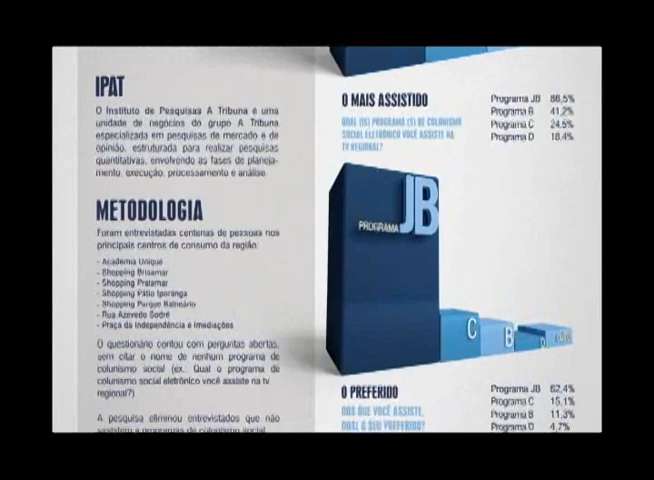 IPAT
O Instituto de Pesquisas A Tribuna é uma
unidade de negócios do grupo A Tribuna
especializada em pesquisas de mercado e de
opinião, estruturada para realizar pesquisas
quantitativas, envolvendo as fases de planeja-
mento, execução, processamento e análise.
METODOLOGIA
Foram entrevistadas centenas de pessoas nos
principais centros de consumo da região:
- Academia Unique
- Shopping Brisamar
- Shopping Praiamar
- Shopping Pátio Iporanga
- Shopping Parque Balneário
- Rua Azevedo Sodré
- Praça da Independência e Imediações
O questionário contou com perguntas abertas,
sem citar o nome de nenhum programa de
colunismo social (ex.: Qual o programa de
colunismo social eletrônico você assiste na tv
regional?)
A pesquisa eliminou entrevistados que não
assistem a programas de colunismo social
O MAIS ASSISTIDO
QUAL (IS) PROGRAMA (S) DE COLUNISMO
SOCIAL ELETRÔNICO VOCÊ ASSISTE NA
TV REGIONAL?
Programa JB 86,5%
Programa B 41,2%
Programa C 24,5%
Programa D 18,4%
PROGRAMA JB
C
B
D
O PREFERIDO
DOS QUE VOCÊ ASSISTE,
QUAL O SEU PREFERIDO?
Programa JB 62,4%
Programa C 15,1%
Programa B 11,3%
Programa D 4,7%